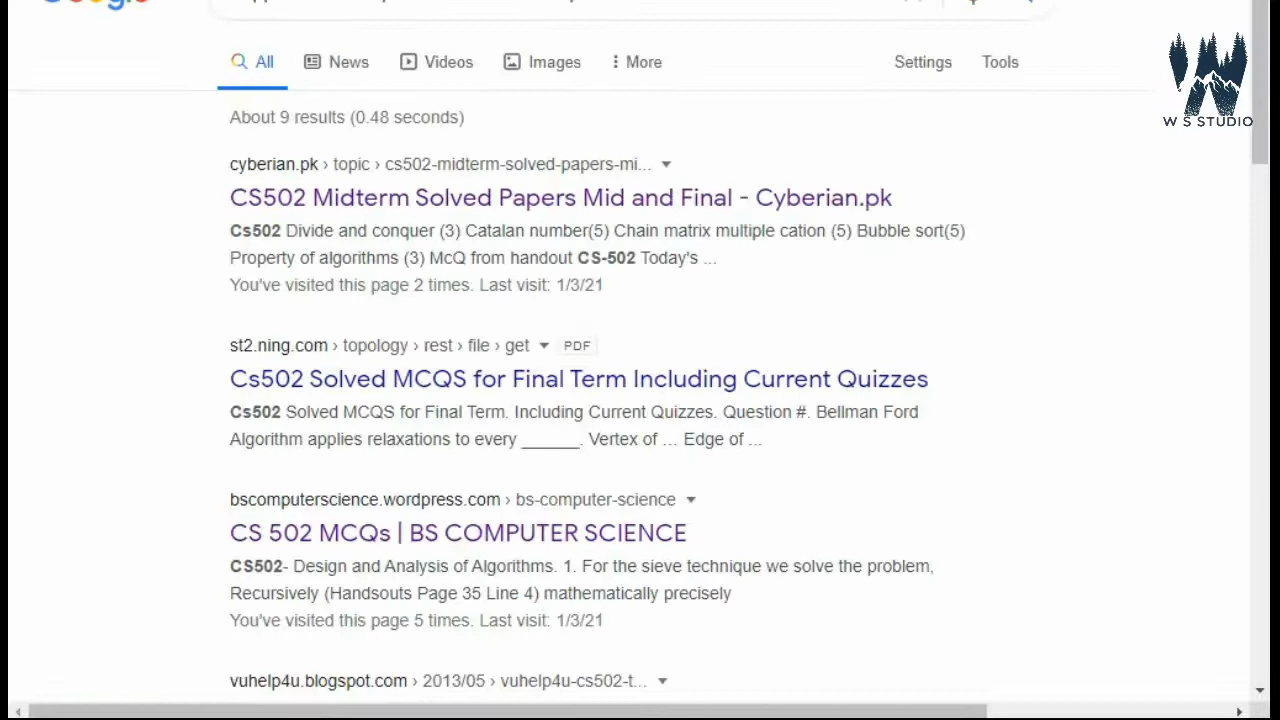 All News Videos Images More Settings Tools
About 9 results (0.48 seconds)
cyberian.pk › topic › cs502-midterm-solved-papers-mi...
CS502 Midterm Solved Papers Mid and Final - Cyberian.pk
Cs502 Divide and conquer (3) Catalan number(5) Chain matrix multiple cation (5) Bubble sort(5)
Property of algorithms (3) McQ from handout CS-502 Today's ...
You've visited this page 2 times. Last visit: 1/3/21
st2.ning.com › topology › rest › file › get PDF
Cs502 Solved MCQS for Final Term Including Current Quizzes
Cs502 Solved MCQS for Final Term. Including Current Quizzes. Question #. Bellman Ford
Algorithm applies relaxations to every ______. Vertex of ... Edge of ...
bscomputerscience.wordpress.com › bs-computer-science
CS 502 MCQs | BS COMPUTER SCIENCE
CS502- Design and Analysis of Algorithms. 1. For the sieve technique we solve the problem,
Recursively (Handsouts Page 35 Line 4) mathematically precisely
You've visited this page 5 times. Last visit: 1/3/21
vuhelp4u.blogspot.com › 2013/05 › vuhelp4u-cs502-t...
W S STUDIO